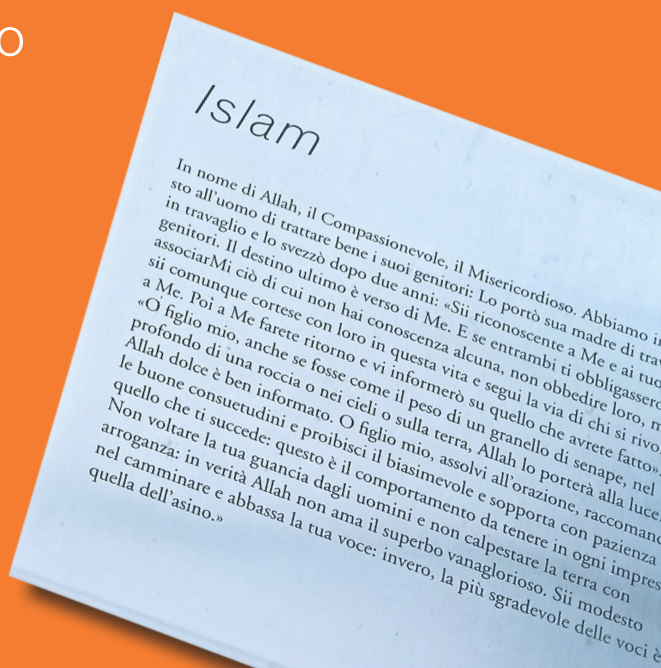 o
Islam
In nome di Allah, il Compassionevole, il Misericordioso. Abbiamo
sto all'uomo di trattare bene i suoi genitori: Lo portò sua madre di
in travaglio e lo svezzò dopo due anni: «Sii riconoscente a Me e ai
genitori. Il destino ultimo è verso di Me. E se entrambi ti obbligassero
associarMi ciò di cui non hai conoscenza alcuna, non obbedire loro,
sii comunque cortese con loro in questa vita e segui la via di chi si
a Me. Poi a Me farete ritorno e vi informerò su quello che avrete fatto»
«O figlio mio, anche se fosse come il peso di un granello di senape, nel
profondo di una roccia o nei cieli o sulla terra, Allah lo porterà alla luce.
Allah dolce è ben informato. O figlio mio, assolvi all'orazione,
le buone consuetudini e proibisci il biasimevole e sopporta con pazienza
quello che ti succede: questo è il comportamento da tenere in ogni
Non voltare la tua guancia dagli uomini e non calpestare la terra con
arroganza: in verità Allah non ama il superbo vanaglorioso. Sii modesto
nel camminare e abbassa la tua voce: invero, la più sgradevole delle voci è
quella dell'asino.»